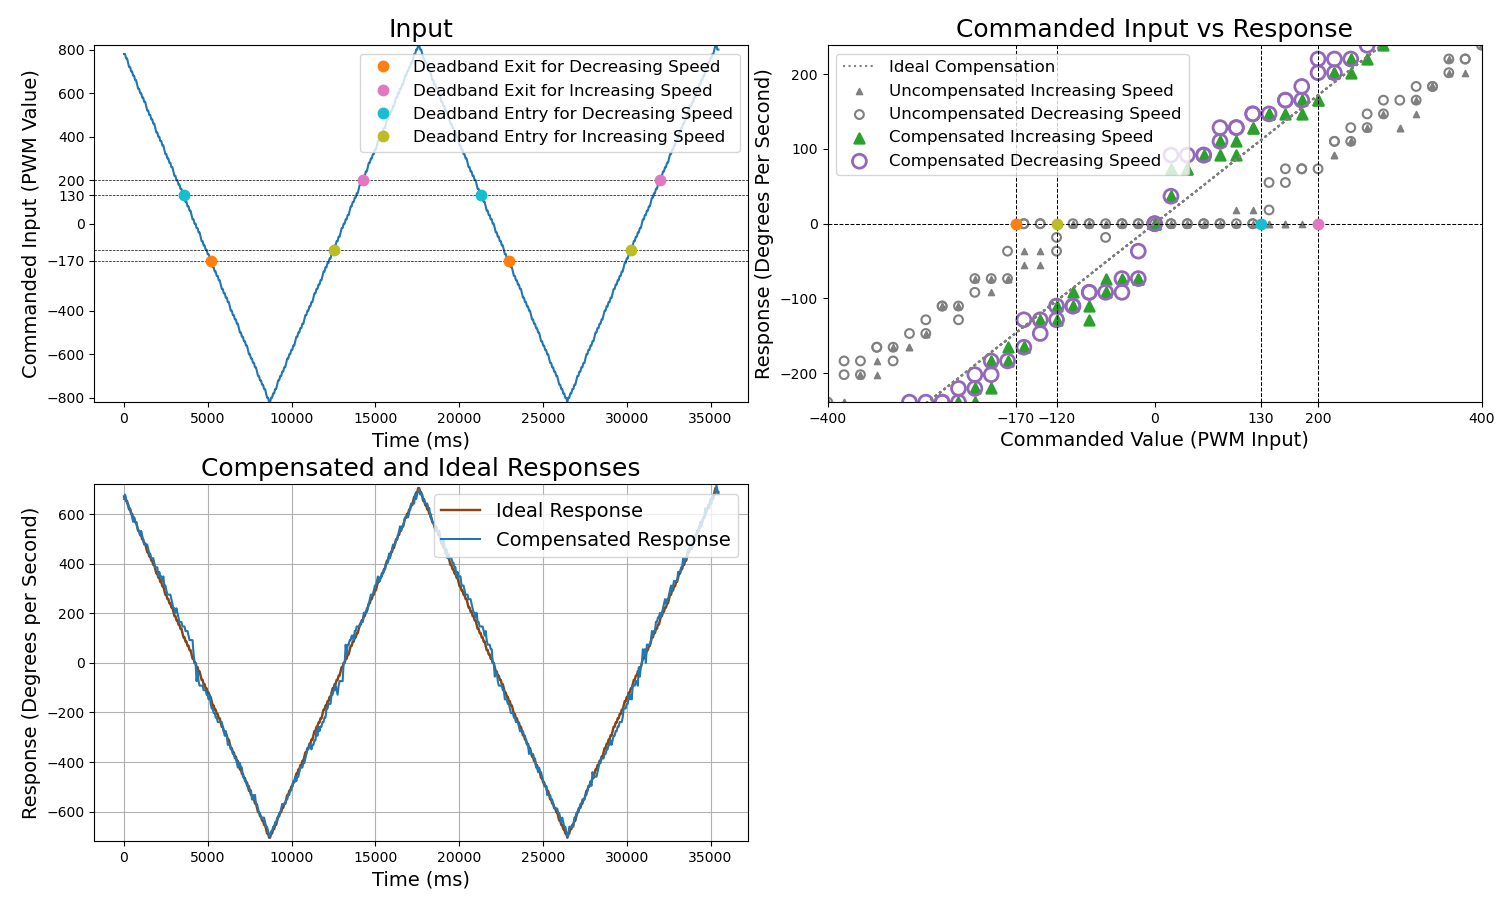 Input
Commanded Input (PWM Value)
800
600
400
200
130
0
−170
−400
−600
−800
Deadband Exit for Decreasing Speed
Deadband Exit for Increasing Speed
Deadband Entry for Decreasing Speed
Deadband Entry for Increasing Speed
0 5000 10000 15000 20000 25000 30000 35000
Time (ms)
Commanded Input vs Response
Response (Degrees Per Second)
200
100
0
−100
−200
Ideal Compensation
Uncompensated Increasing Speed
Uncompensated Decreasing Speed
Compensated Increasing Speed
Compensated Decreasing Speed
−400 −170 −120 0 130 200 400
Commanded Value (PWM Input)
Compensated and Ideal Responses
Response (Degrees per Second)
600
400
200
0
−200
−400
−600
Ideal Response
Compensated Response
0 5000 10000 15000 20000 25000 30000 35000
Time (ms)